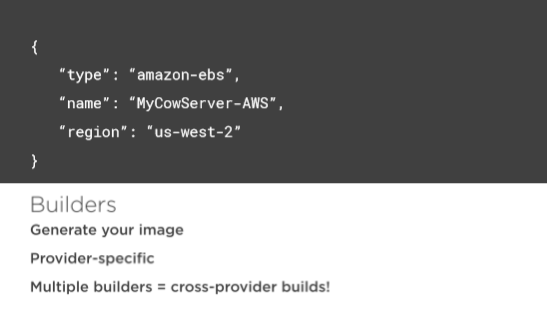 {
“type”: “amazon-ebs”,
“name”: “MyCowServer-AWS”,
“region”: “us-west-2”
}
Builders
Generate your image
Provider-specific
Multiple builders = cross-provider builds!